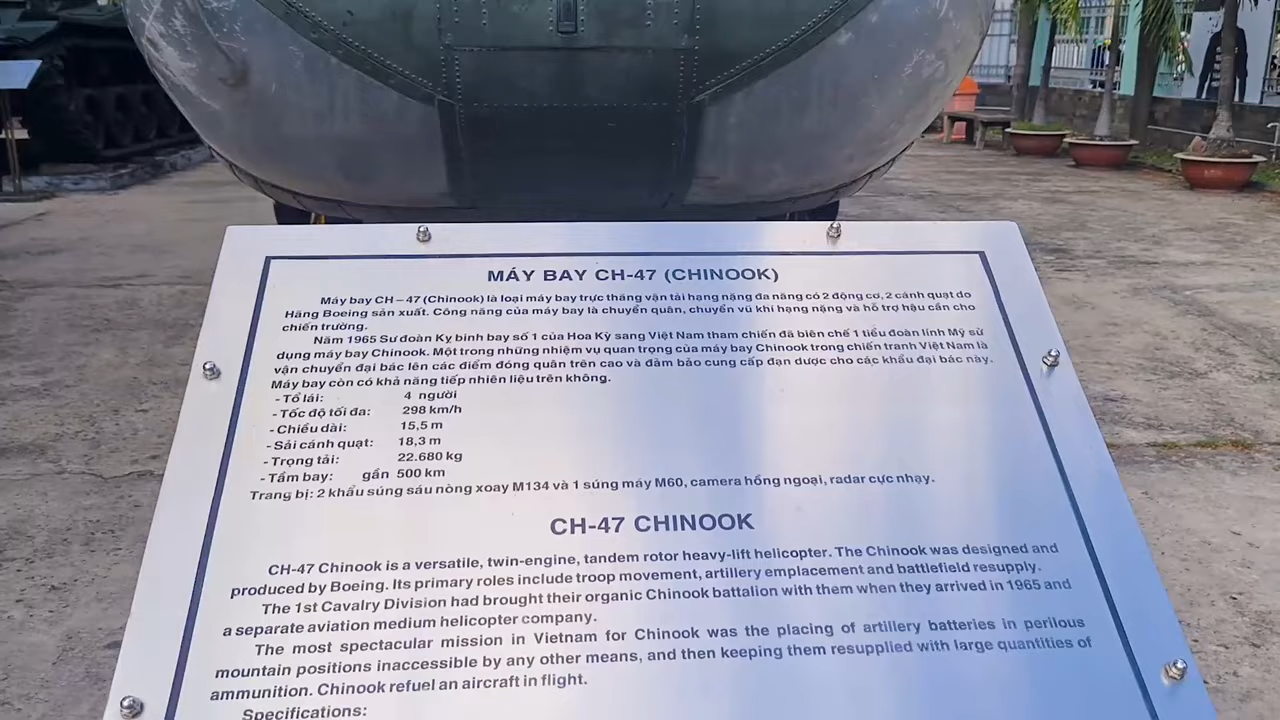 MÁY BAY CH-47 (CHINOOK)
Máy bay CH – 47 (Chinook) là loại máy bay trực thăng vận tải hạng nặng đa năng có 2 động cơ, 2 cánh quạt do
Hãng Boeing sản xuất. Công năng của máy bay là chuyển quân, chuyển vũ khí hạng nặng và hỗ trợ hậu cần cho
chiến trường.
Năm 1965 Sư đoàn Kỵ binh bay số 1 của Hoa Kỳ sang Việt Nam tham chiến đã biên chế 1 tiểu đoàn lính Mỹ sử
dụng máy bay Chinook. Một trong những nhiệm vụ quan trọng của máy bay Chinook trong chiến tranh Việt Nam là
vận chuyển đại bác lên các điểm đóng quân trên cao và đảm bảo cung cấp đạn dược cho các khẩu đại bác này.
Máy bay còn có khả năng tiếp nhiên liệu trên không.
- Tổ lái: 4 người
- Tốc độ tối đa: 298 km/h
- Chiều dài: 15,5 m
- Sải cánh quạt: 18,3 m
- Trọng tải: 22.680 kg
- Tầm bay: gần 500 km
Trang bị: 2 khẩu súng sáu nòng xoay M134 và 1 súng máy M60, camera hồng ngoại, radar cực nhạy.
CH-47 CHINOOK
CH-47 Chinook is a versatile, twin-engine, tandem rotor heavy-lift helicopter. The Chinook was designed and
produced by Boeing. Its primary roles include troop movement, artillery emplacement and battlefield resupply.
The 1st Cavalry Division had brought their organic Chinook battalion with them when they arrived in 1965 and
a separate aviation medium helicopter company.
The most spectacular mission in Vietnam for Chinook was the placing of artillery batteries in perilous
mountain positions inaccessible by any other means, and then keeping them resupplied with large quantities of
ammunition. Chinook refuel an aircraft in flight.
Specifications: